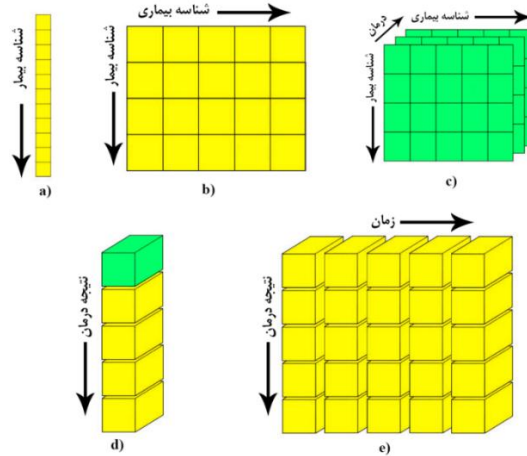 شناسه بیمار
a)
شناسه بیماری
شناسه بیمار
b)
شناسه بیماری
درمان
شناسه بیمار
c)
نتیجه درمان
d)
زمان
نتیجه درمان
e)